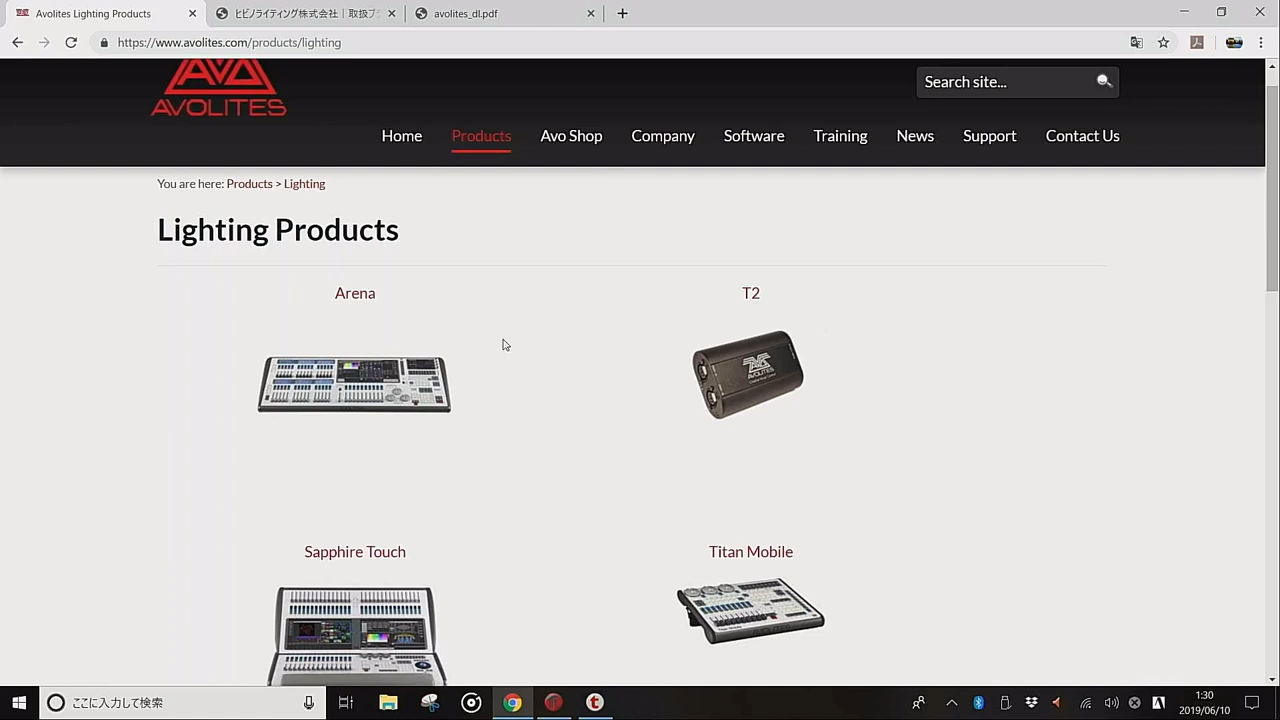 Avolites Lighting Products
ヒビノライティング株式会社 | 取扱ブ
avolites_dl.pdf
https://www.avolites.com/products/lighting
AVOLITES
Search site...
Home
Products
Avo Shop
Company
Software
Training
News
Support
Contact Us
You are here: Products > Lighting
Lighting Products
Arena
T2
AVOLITES
Sapphire Touch
Titan Mobile
ここに入力して検索
1:30
2019/06/10